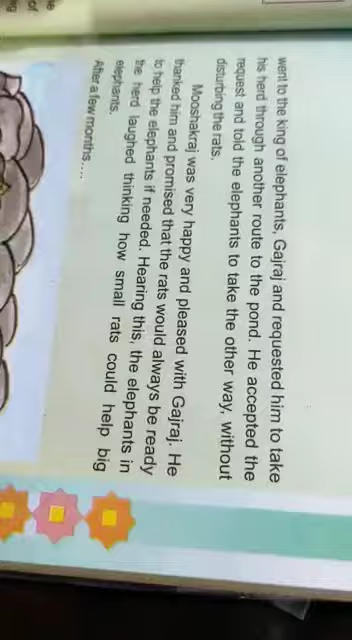 went to the king of elephants, Gajraj and requested him to take
his herd through another route to the pond. He accepted the
request and told the elephants to take the other way, without
disturbing the rats.
Mooshakraj was very happy and pleased with Gajraj. He
thanked him and promised that the rats would always be ready
to help the elephants if needed. Hearing this, the elephants in
the herd laughed thinking how small rats could help big
elephants.
After a few months....